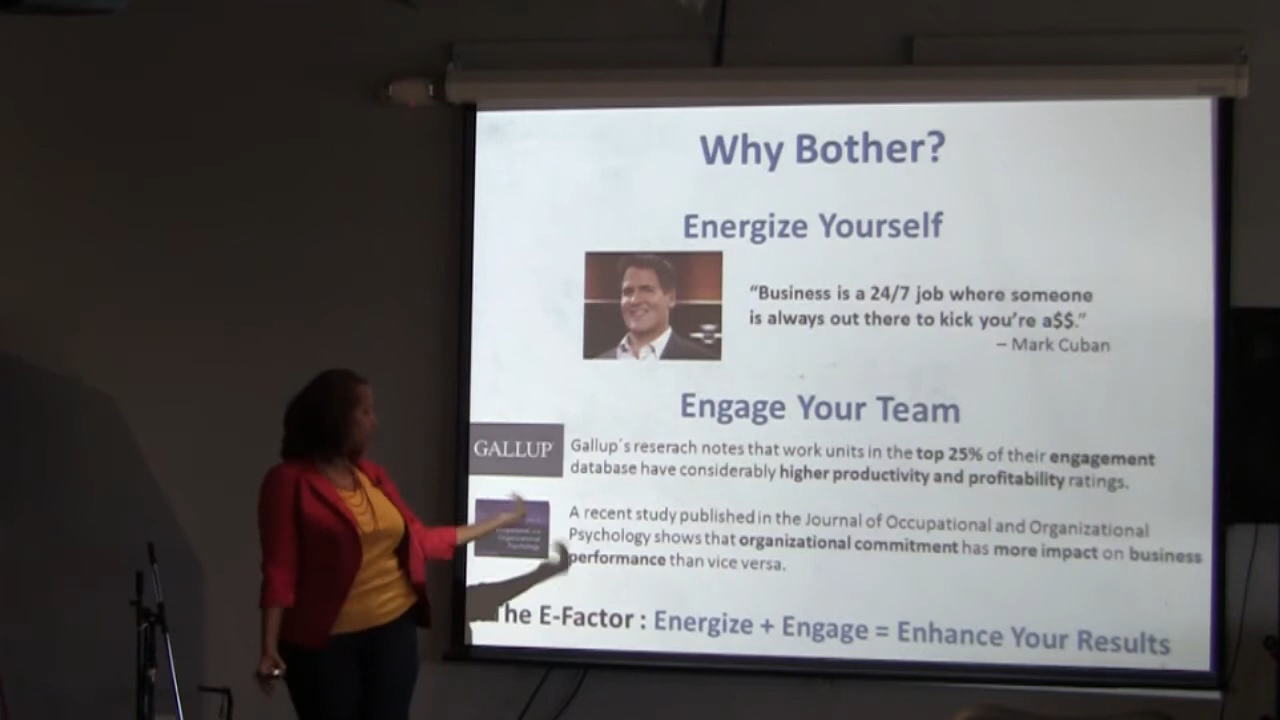 Why Bother?
Energize Yourself
“Business is a 24/7 job where someone
is always out there to kick you’re a$$.”
– Mark Cuban
Engage Your Team
GALLUP
Gallup´s reserach notes that work units in the top 25% of their engagement
database have considerably higher productivity and profitability ratings.
A recent study published in the Journal of Occupational and Organizational
Psychology shows that organizational commitment has more impact on business
performance than vice versa.
Organizational
Psychology
he E-Factor : Energize + Engage = Enhance Your Results